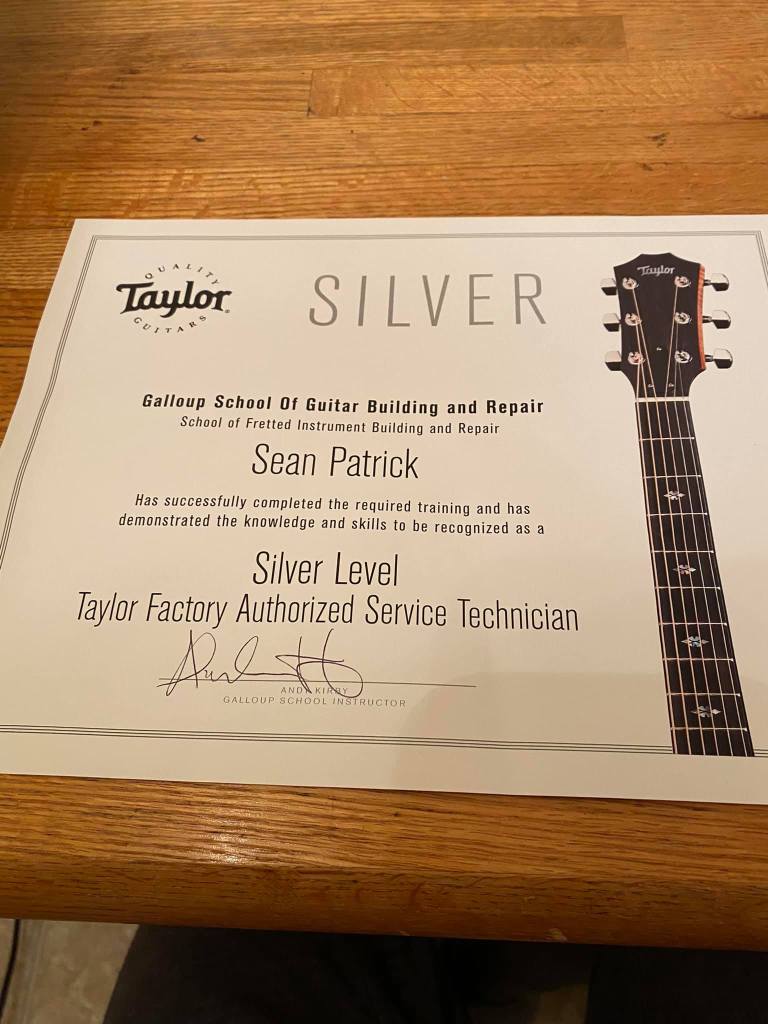 QUALITY
Taylor
GUITARS
SILVER
Taylor
Galloup School Of Guitar Building and Repair
School of Fretted Instrument Building and Repair
Sean Patrick
Has successfully completed the required training and has
demonstrated the knowledge and skills to be recognized as a
Silver Level
Taylor Factory Authorized Service Technician
ANDY KIRBY
GALLOUP SCHOOL INSTRUCTOR